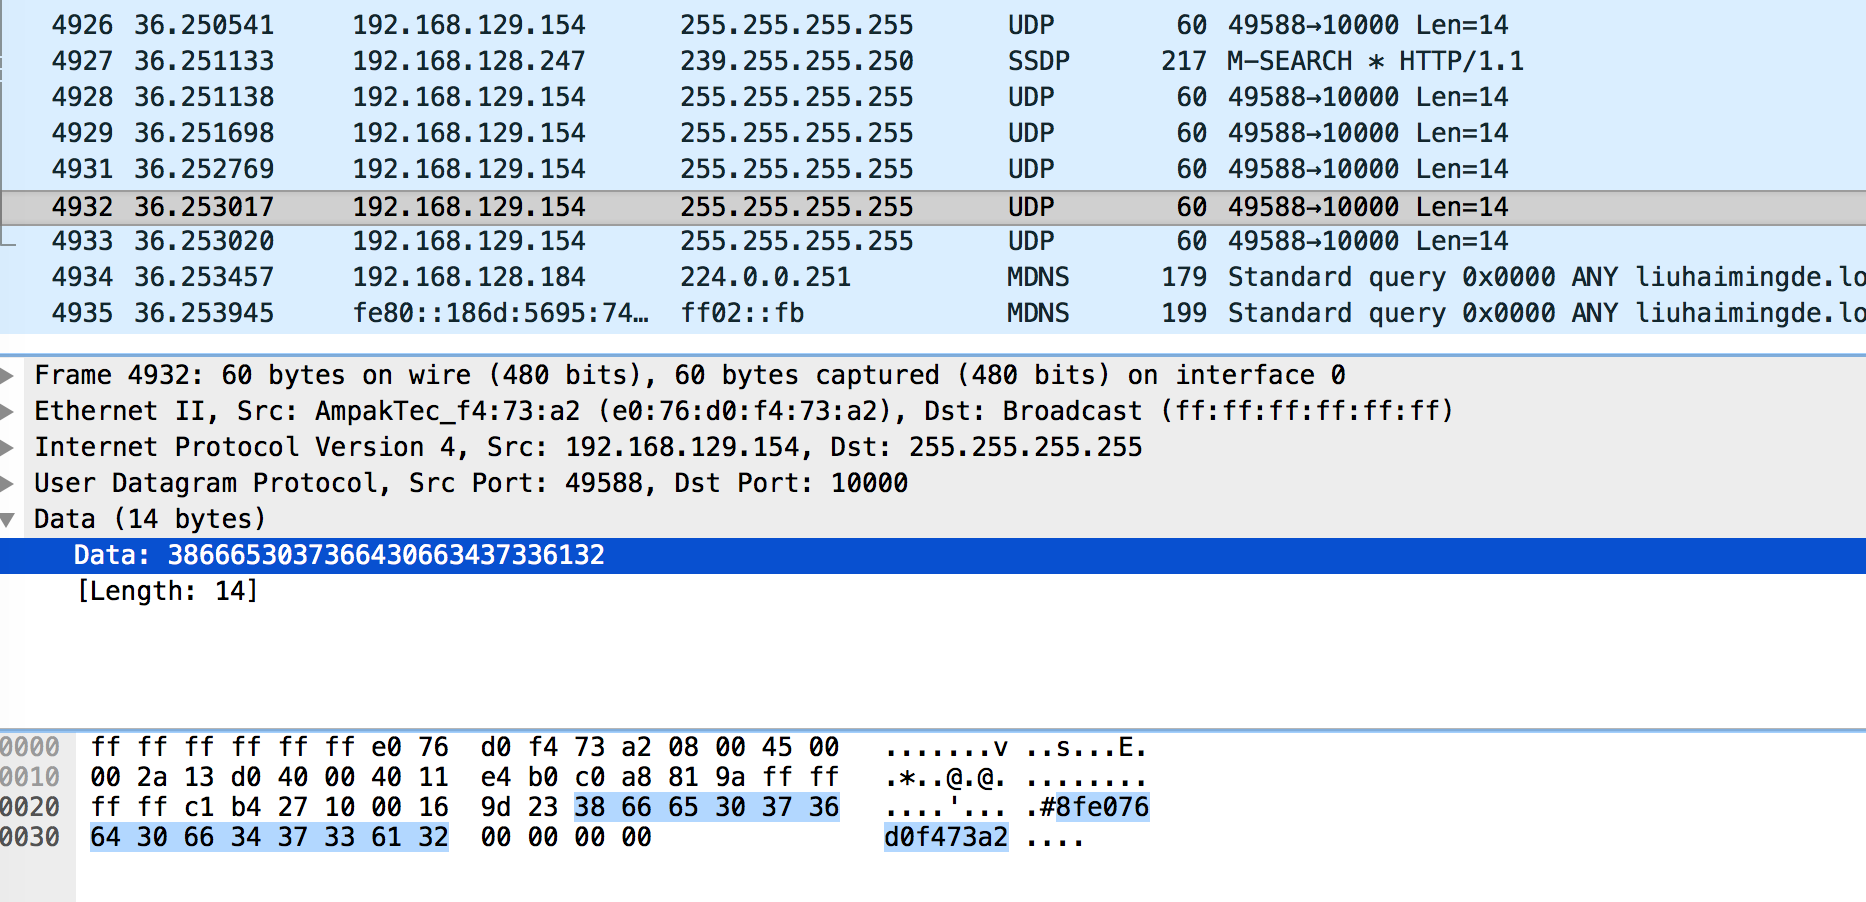 4926 36.250541 192.168.129.154 255.255.255.255 UDP 60 49588→10000 Len=14
4927 36.251133 192.168.128.247 239.255.255.250 SSDP 217 M-SEARCH * HTTP/1.1
4928 36.251138 192.168.129.154 255.255.255.255 UDP 60 49588→10000 Len=14
4929 36.251698 192.168.129.154 255.255.255.255 UDP 60 49588→10000 Len=14
4931 36.252769 192.168.129.154 255.255.255.255 UDP 60 49588→10000 Len=14
4932 36.253017 192.168.129.154 255.255.255.255 UDP 60 49588→10000 Len=14
4933 36.253020 192.168.129.154 255.255.255.255 UDP 60 49588→10000 Len=14
4934 36.253457 192.168.128.184 224.0.0.251 MDNS 179 Standard query 0x0000 ANY liuhaimingde.lo
4935 36.253945 fe80::186d:5695:74… ff02::fb MDNS 199 Standard query 0x0000 ANY liuhaimingde.lo
Frame 4932: 60 bytes on wire (480 bits), 60 bytes captured (480 bits) on interface 0
Ethernet II, Src: AmpakTec_f4:73:a2 (e0:76:d0:f4:73:a2), Dst: Broadcast (ff:ff:ff:ff:ff:ff)
Internet Protocol Version 4, Src: 192.168.129.154, Dst: 255.255.255.255
User Datagram Protocol, Src Port: 49588, Dst Port: 10000
Data (14 bytes)
Data: 3866653037366430663437336132
[Length: 14]
0000 ff ff ff ff ff ff e0 76 d0 f4 73 a2 08 00 45 00 .......v ..s...E.
0010 00 2a 13 d0 40 00 40 11 e4 b0 c0 a8 81 9a ff ff .*..@.@. ........
0020 ff ff c1 b4 27 10 00 16 9d 23 38 66 65 30 37 36 ....'... .#8fe076
0030 64 30 66 34 37 33 61 32 00 00 00 00 d0f473a2 ....